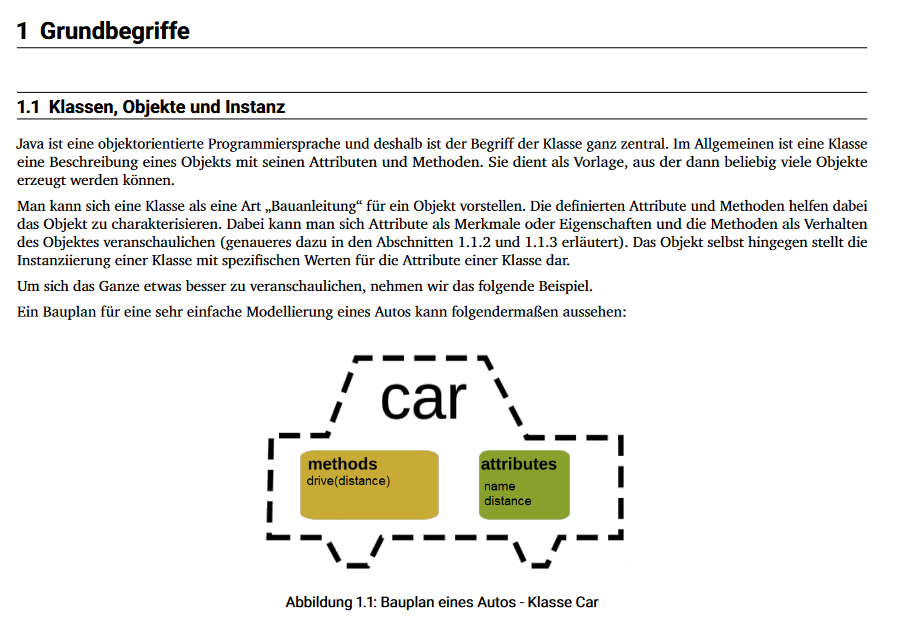 1 Grundbegriffe
1.1 Klassen, Objekte und Instanz
Java ist eine objektorientierte Programmiersprache und deshalb ist der Begriff der Klasse ganz zentral. Im Allgemeinen ist eine Klasse
eine Beschreibung eines Objekts mit seinen Attributen und Methoden. Sie dient als Vorlage, aus der dann beliebig viele Objekte
erzeugt werden können.
Man kann sich eine Klasse als eine Art „Bauanleitung“ für ein Objekt vorstellen. Die definierten Attribute und Methoden helfen dabei
das Objekt zu charakterisieren. Dabei kann man sich Attribute als Merkmale oder Eigenschaften und die Methoden als Verhalten
des Objektes veranschaulichen (genaueres dazu in den Abschnitten 1.1.2 und 1.1.3 erläutert). Das Objekt selbst hingegen stellt die
Instanziierung einer Klasse mit spezifischen Werten für die Attribute einer Klasse dar.
Um sich das Ganze etwas besser zu veranschaulichen, nehmen wir das folgende Beispiel.
Ein Bauplan für eine sehr einfache Modellierung eines Autos kann folgendermaßen aussehen:
car
methods
drive(distance)
attributes
name
distance
Abbildung 1.1: Bauplan eines Autos - Klasse Car